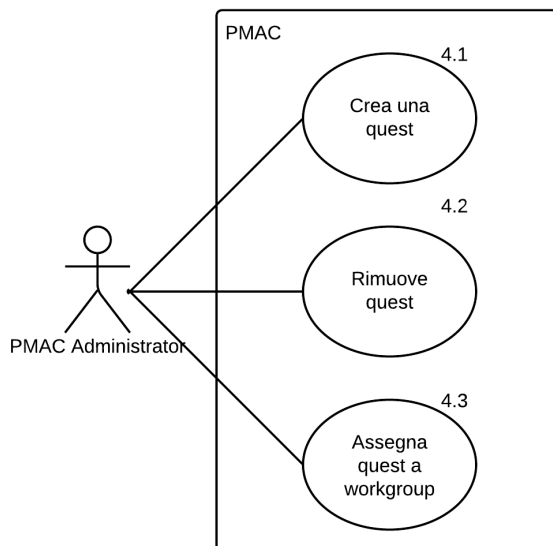 PMAC
4.1
Crea una
quest
4.2
Rimuove
quest
PMAC Administrator
4.3
Assegna
quest a
workgroup